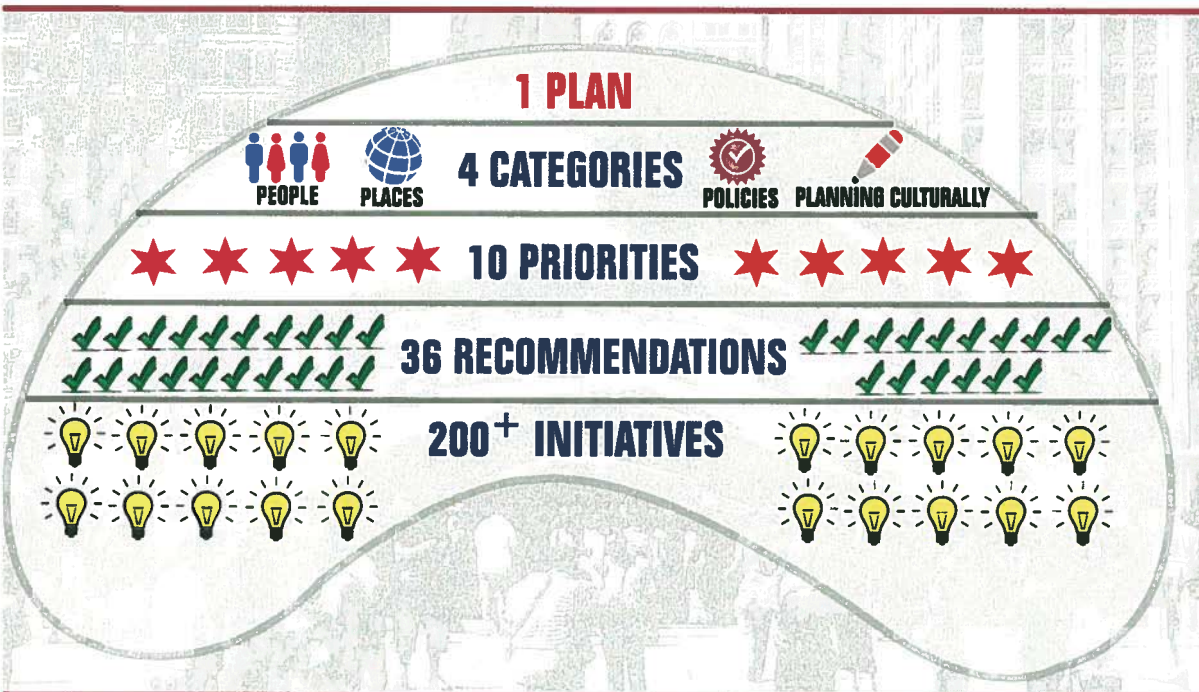 1 PLAN
4 CATEGORIES
PEOPLE PLACES POLICIES PLANNING CULTURALLY
10 PRIORITIES
36 RECOMMENDATIONS
200+ INITIATIVES